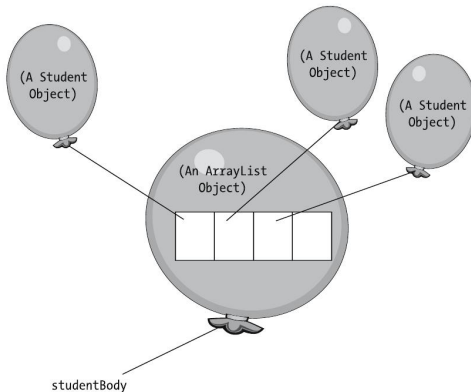 (A Student
Object)
(A Student
Object)
(A Student
Object)
(An ArrayList
Object)
studentBody